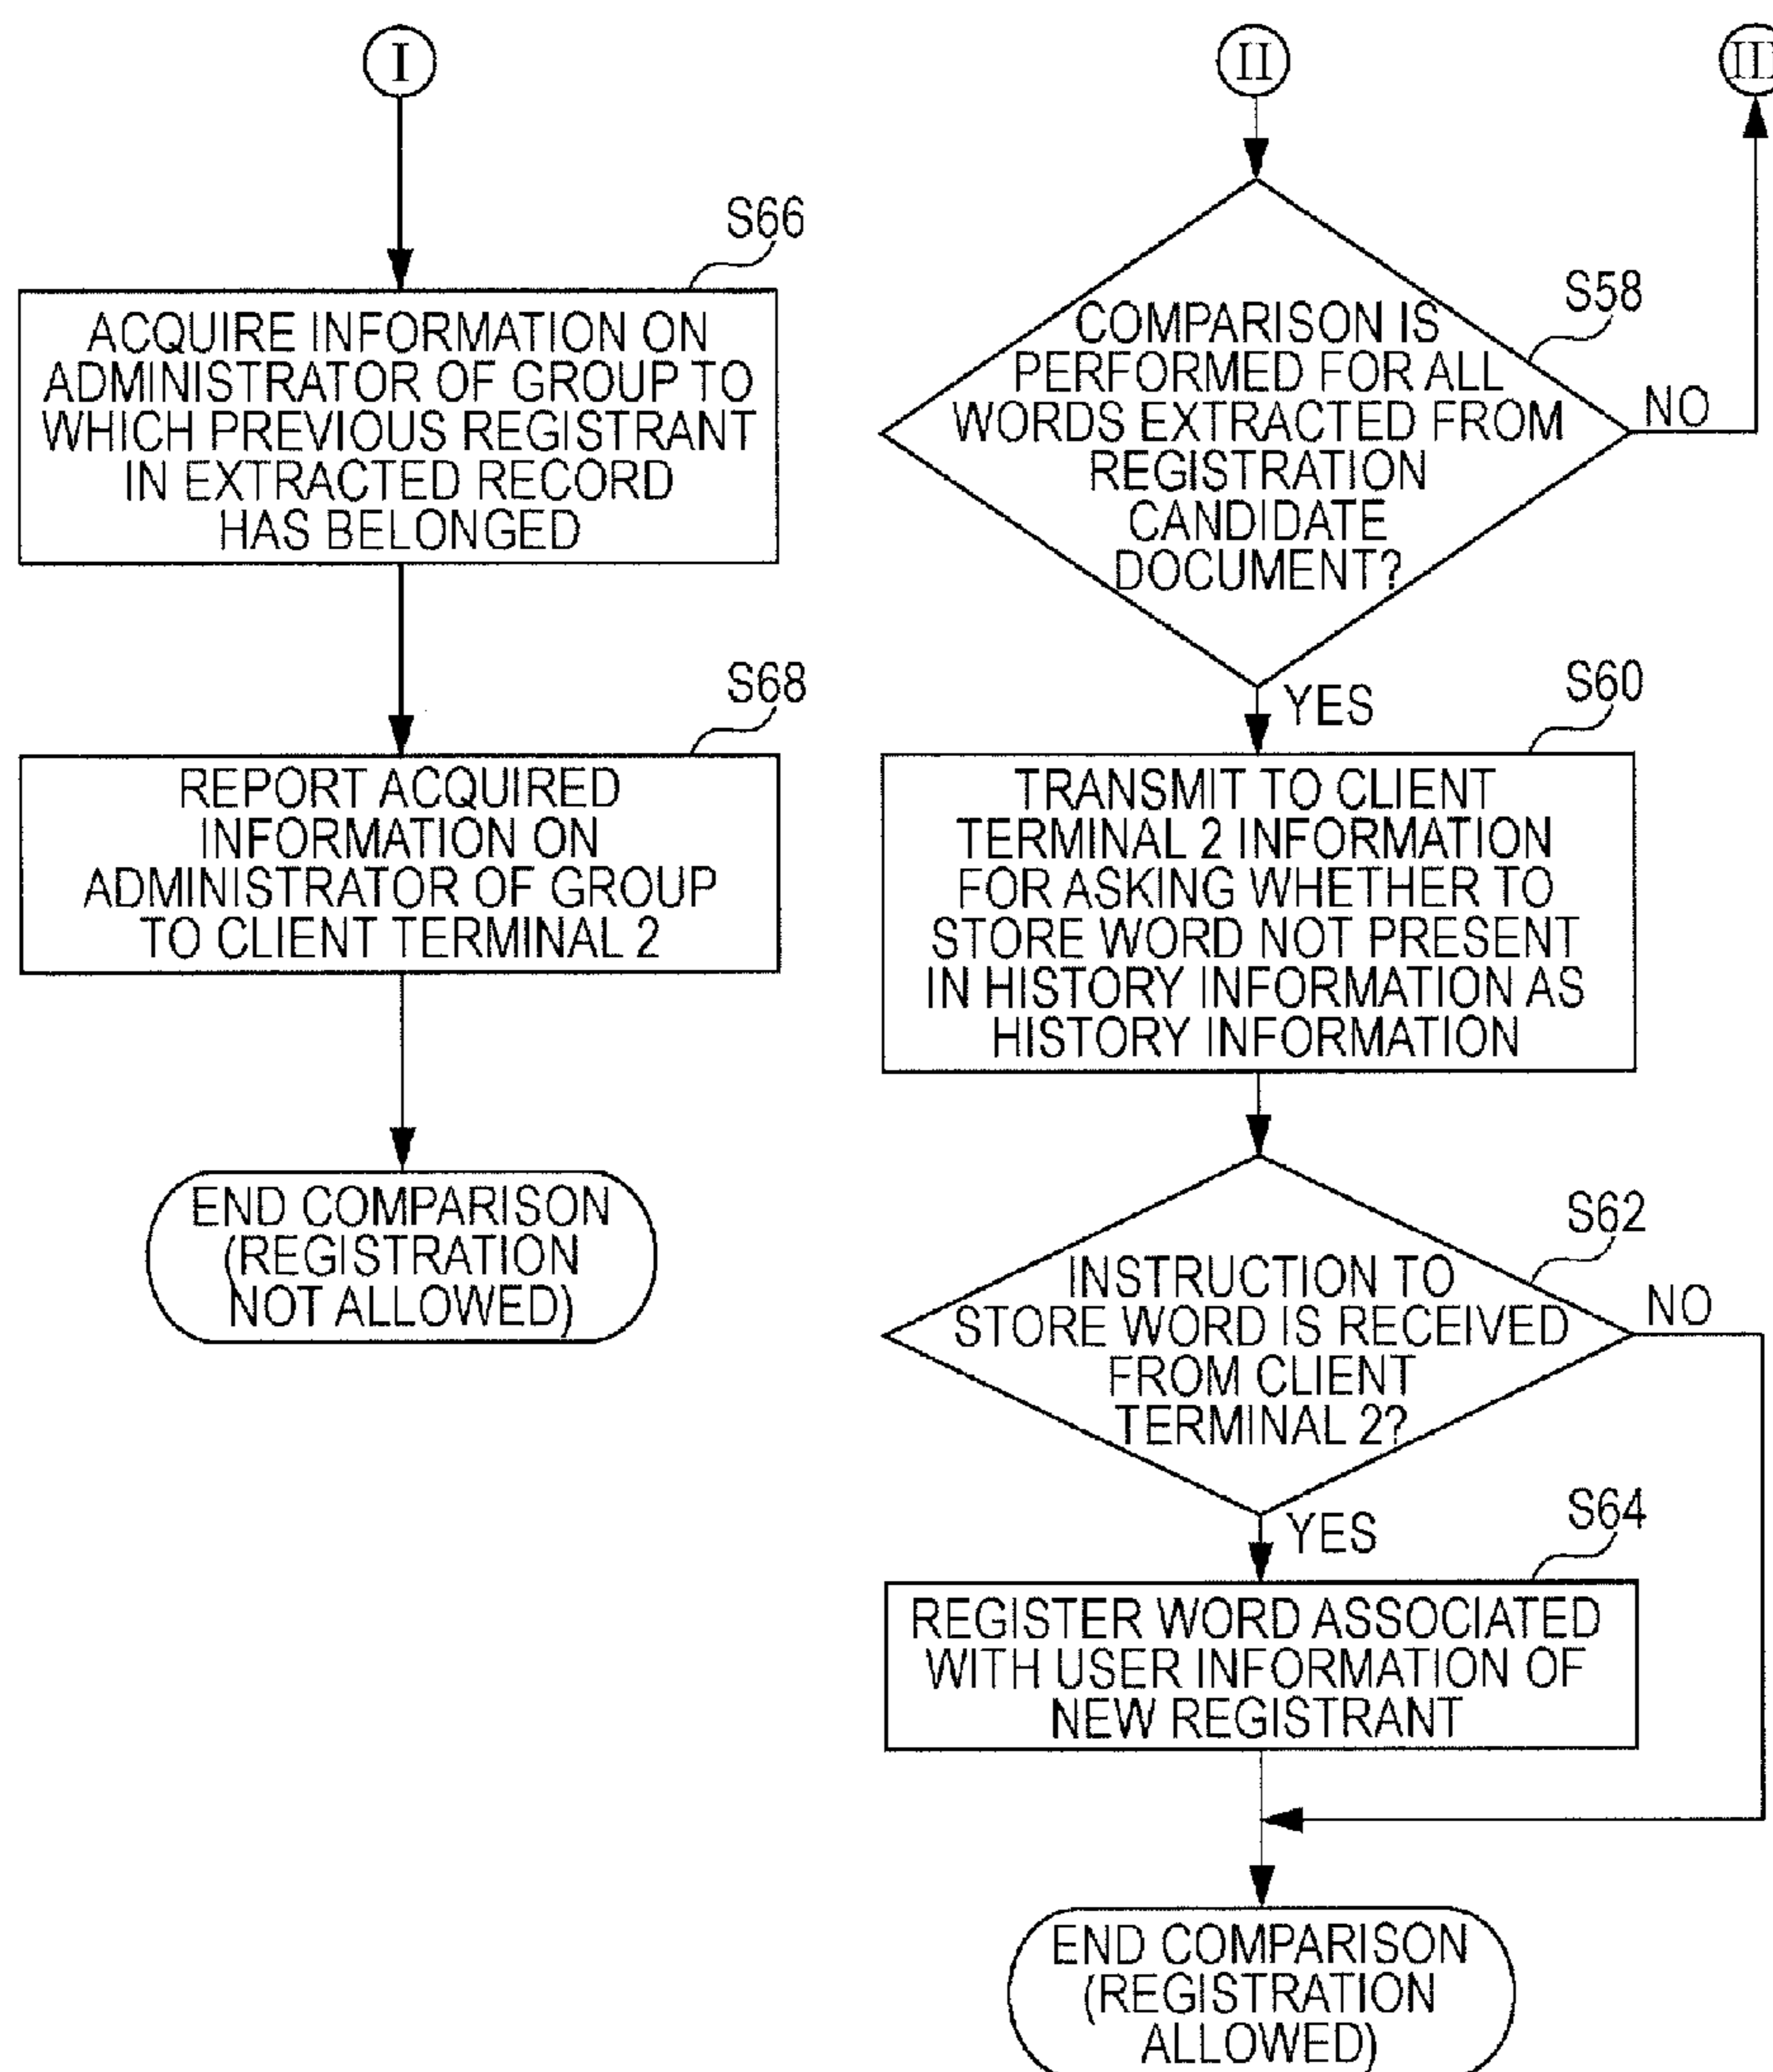 I
S66
ACQUIRE INFORMATION ON
ADMINISTRATOR OF GROUP TO
WHICH PREVIOUS REGISTRANT
IN EXTRACTED RECORD
HAS BELONGED
S68
REPORT ACQUIRED
INFORMATION ON
ADMINISTRATOR OF GROUP
TO CLIENT TERMINAL 2
END COMPARISON
(REGISTRATION
NOT ALLOWED)
II
III
S58
COMPARISON IS
PERFORMED FOR ALL
WORDS EXTRACTED FROM
REGISTRATION
CANDIDATE
DOCUMENT?
NO
YES
S60
TRANSMIT TO CLIENT
TERMINAL 2 INFORMATION
FOR ASKING WHETHER TO
STORE WORD NOT PRESENT
IN HISTORY INFORMATION AS
HISTORY INFORMATION
S62
INSTRUCTION TO
STORE WORD IS RECEIVED
FROM CLIENT
TERMINAL 2?
NO
YES
S64
REGISTER WORD ASSOCIATED
WITH USER INFORMATION OF
NEW REGISTRANT
END COMPARISON
(REGISTRATION
ALLOWED)